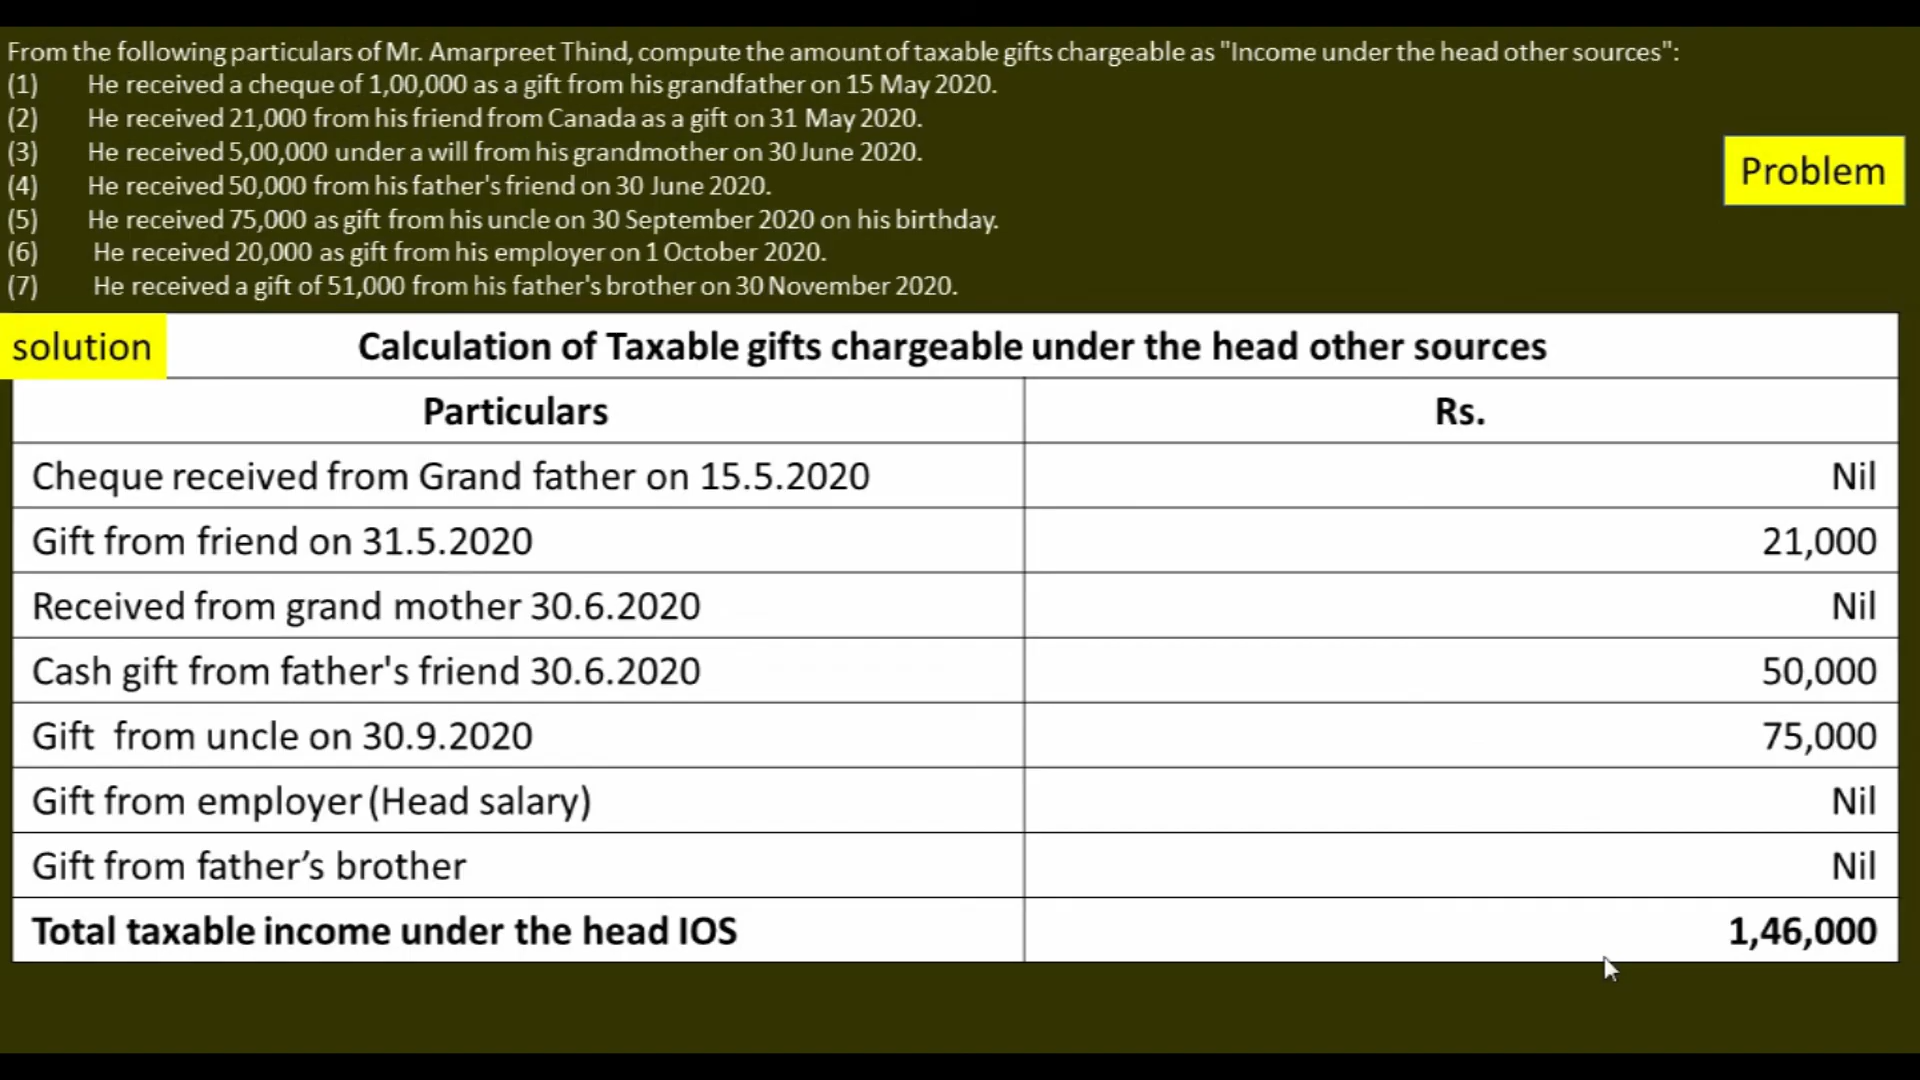 From the following particulars of Mr. Amarpreet Thind, compute the amount of taxable gifts chargeable as "Income under the head other sources":
(1) He received a cheque of 1,00,000 as a gift from his grandfather on 15 May 2020.
(2) He received 21,000 from his friend from Canada as a gift on 31 May 2020.
(3) He received 5,00,000 under a will from his grandmother on 30 June 2020.
(4) He received 50,000 from his father's friend on 30 June 2020.
(5) He received 75,000 as gift from his uncle on 30 September 2020 on his birthday.
(6) He received 20,000 as gift from his employer on 1 October 2020.
(7) He received a gift of 51,000 from his father's brother on 30 November 2020.
Problem
solution
Calculation of Taxable gifts chargeable under the head other sources
Particulars Rs.
Cheque received from Grand father on 15.5.2020 Nil
Gift from friend on 31.5.2020 21,000
Received from grand mother 30.6.2020 Nil
Cash gift from father's friend 30.6.2020 50,000
Gift from uncle on 30.9.2020 75,000
Gift from employer (Head salary) Nil
Gift from father’s brother Nil
Total taxable income under the head IOS 1,46,000